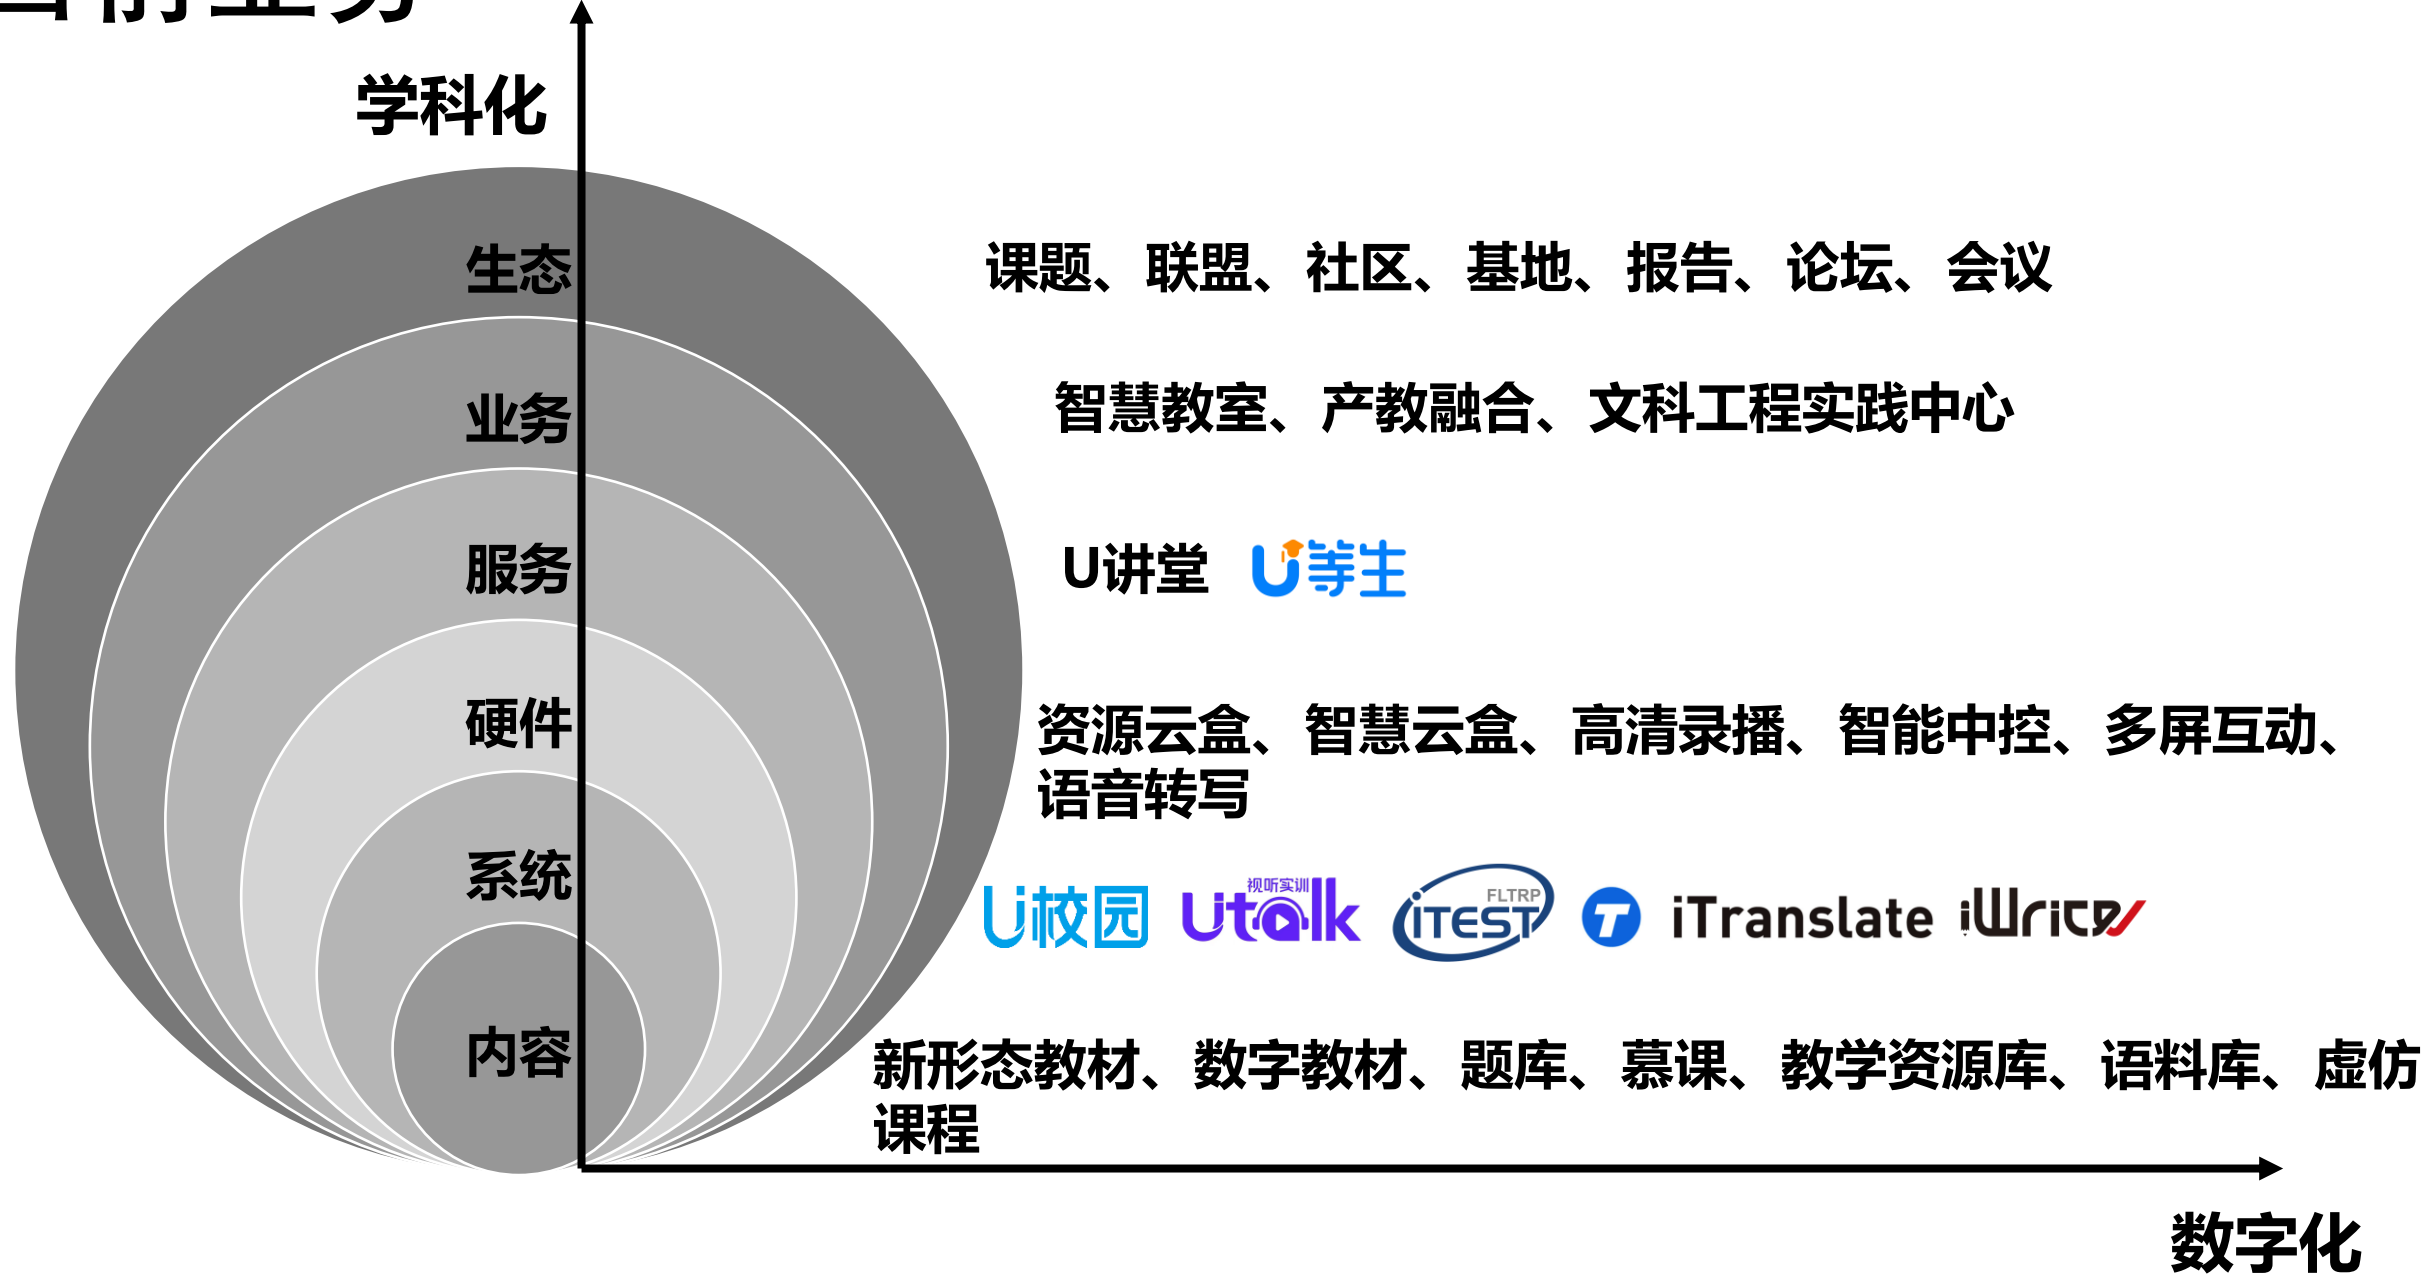 当前业务
学科化
生态
课题、联盟、社区、基地、报告、论坛、会议
业务
智慧教室、产教融合、文科工程实践中心
服务
U讲堂 U等生
硬件
资源云盒、智慧云盒、高清录播、智能中控、多屏互动、
语音转写
系统
U校园 视听实训 Utalk FLTRP iTEST T iTranslate iWrite
内容
新形态教材、数字教材、题库、慕课、教学资源库、语料库、虚仿
课程
数字化